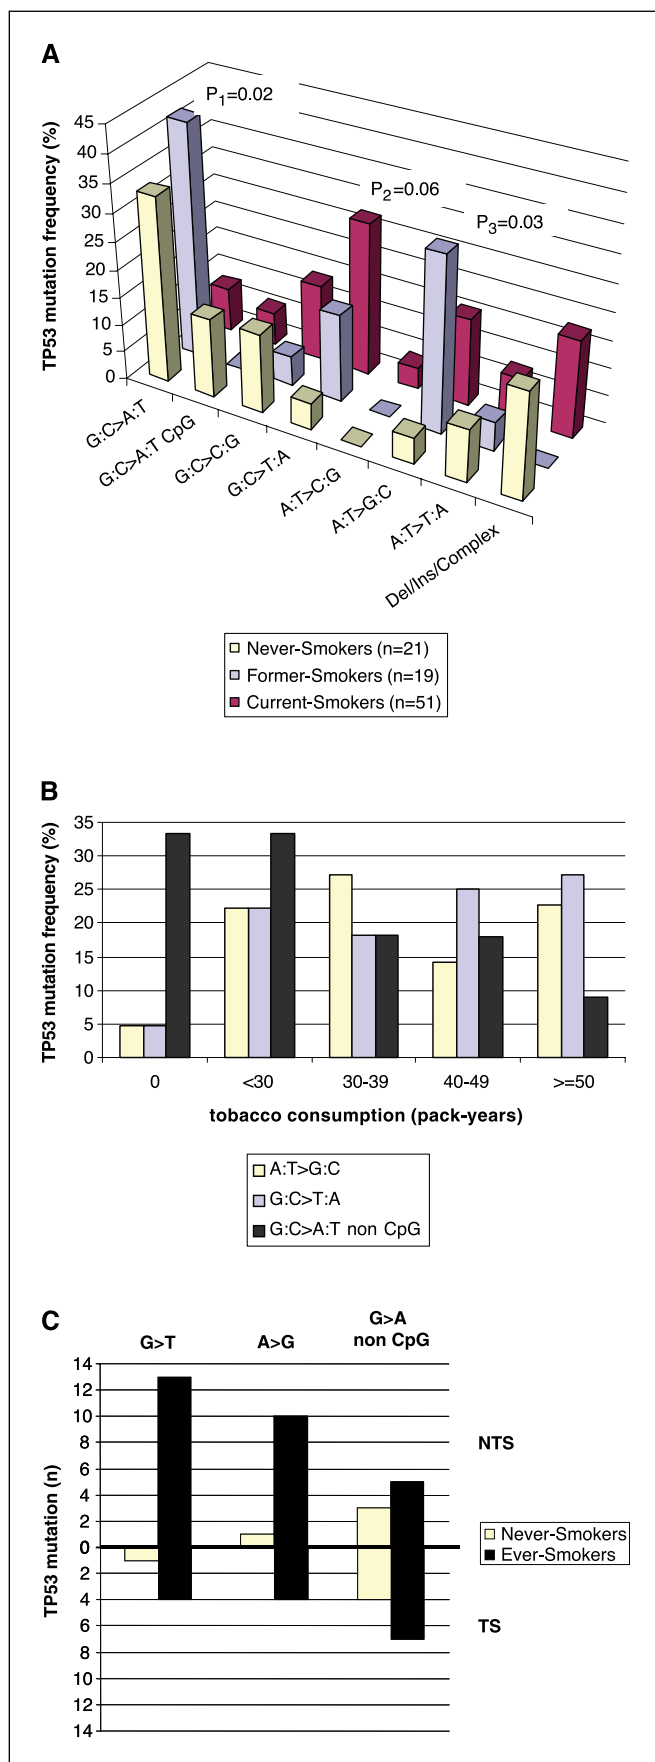 A
P1=0.02
P2=0.06
P3=0.03
TP53 mutation frequency (%)
45
40
35
30
25
20
15
10
5
0
G:C>A:T
G:C>A:T CpG
G:C>C:G
G:C>T:A
A:T>C:G
A:T>G:C
A:T>T:A
Del/Ins/Complex
Never-Smokers (n=21)
Former-Smokers (n=19)
Current-Smokers (n=51)
B
TP53 mutation frequency (%)
35
30
25
20
15
10
5
0
0 <30 30-39 40-49 >=50
tobacco consumption (pack-years)
A:T>G:C
G:C>T:A
G:C>A:T non CpG
C
G>T A>G G>A
non CpG
TP53 mutation (n)
14
12
10
8
6
4
2
0
2
4
6
8
10
12
14
NTS
Never-Smokers
Ever-Smokers
TS